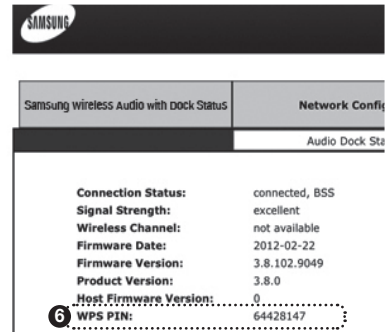 SAMSUNG
Samsung wireless Audio with Dock Status Network Config
Audio Dock Sta
Connection Status: connected, BSS
Signal Strength: excellent
Wireless Channel: not available
Firmware Date: 2012-02-22
Firmware Version: 3.8.102.9049
Product Version: 3.8.0
Host Firmware Version: 0
6 WPS PIN: 64428147